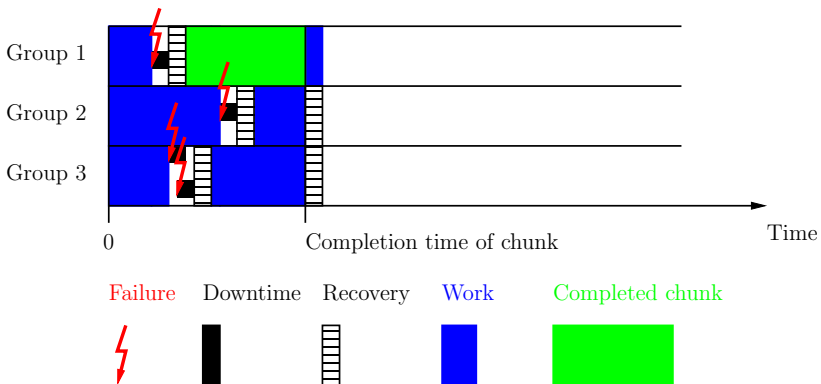 Group 1
Group 2
Group 3
0
Completion time of chunk
Time
Failure Downtime Recovery Work Completed chunk